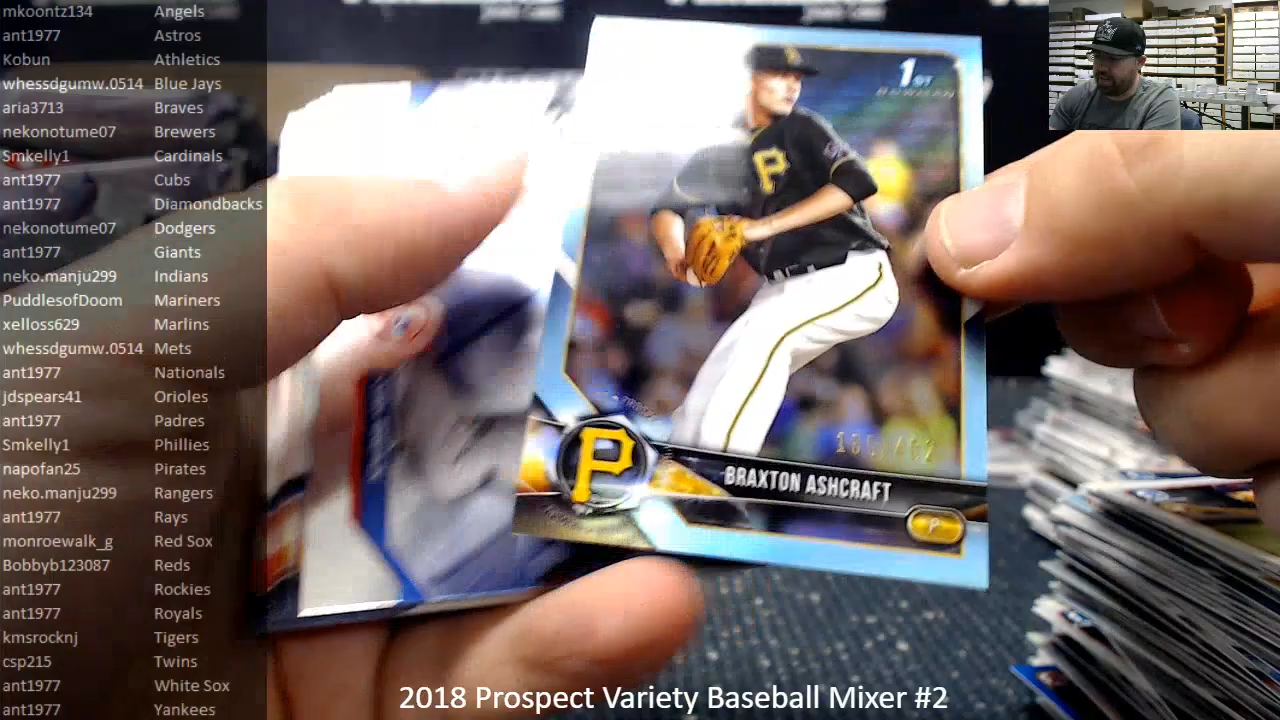 mkoontz134 Angels
ant1977 Astros
Kobun Athletics
whessdgumw.0514 Blue Jays
aria3713 Braves
nekonotume07 Brewers
Smkelly1 Cardinals
ant1977 Cubs
ant1977 Diamondbacks
nekonotume07 Dodgers
ant1977 Giants
neko.manju299 Indians
PuddlesofDoom Mariners
xelloss629 Marlins
whessdgumw.0514 Mets
ant1977 Nationals
jdspears41 Orioles
ant1977 Padres
Smkelly1 Phillies
napofan25 Pirates
neko.manju299 Rangers
ant1977 Rays
monroewalk_g Red Sox
Bobbyb123087 Reds
ant1977 Rockies
ant1977 Royals
kmsrocknj Tigers
csp215 Twins
ant1977 White Sox
ant1977 Yankees
1ST
BOWMAN
P
P
BRAXTON ASHCRAFT
P
2018 Prospect Variety Baseball Mixer #2